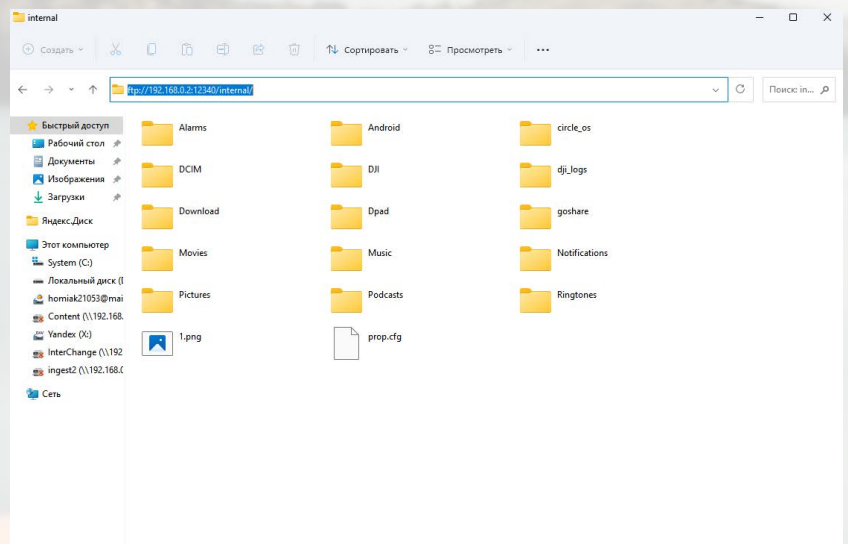 internal
Создать
Сортировать
Просмотреть
ftp://192.168.0.2:12340/internal/
Поиск: in...
Быстрый доступ
Рабочий стол
Документы
Изображения
Загрузки
Яндекс.Диск
Этот компьютер
System (C:)
Локальный диск (
homiak21053@mai
Content (\\192.168.
Yandex (X:)
InterChange (\\192
ingest2 (\\192.168.0
Сеть
Alarms
Android
circle_os
DCIM
DJI
dji_logs
Download
Dpad
goshare
Movies
Music
Notifications
Pictures
Podcasts
Ringtones
1.png
prop.cfg